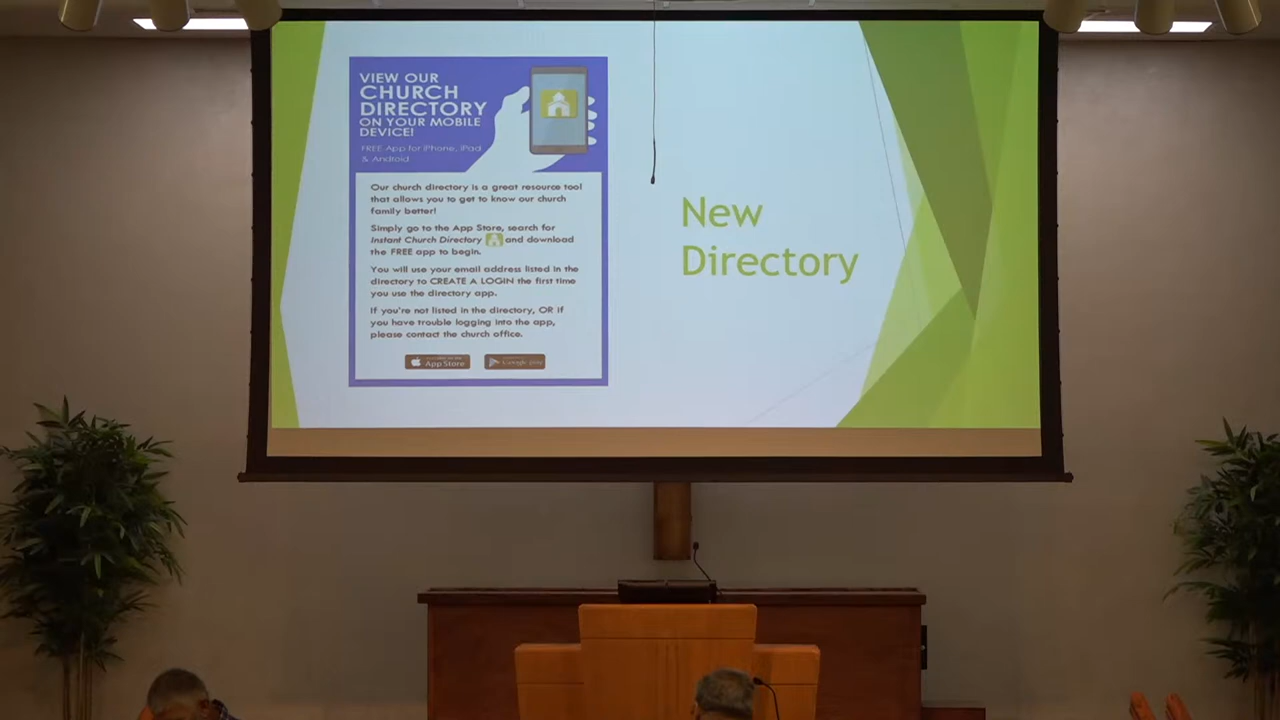 VIEW OUR
CHURCH
DIRECTORY
ON YOUR MOBILE
DEVICE!
FREE App for iPhone, iPad
& Android
Our church directory is a great resource tool
that allows you to get to know our church
family better!
Simply go to the App Store, search for
Instant Church Directory and download
the FREE app to begin.
You will use your email address listed in the
directory to CREATE A LOGIN the first time
you use the directory app.
If you're not listed in the directory, OR if
you have trouble logging into the app,
please contact the church office.
App Store
Google play
New
Directory